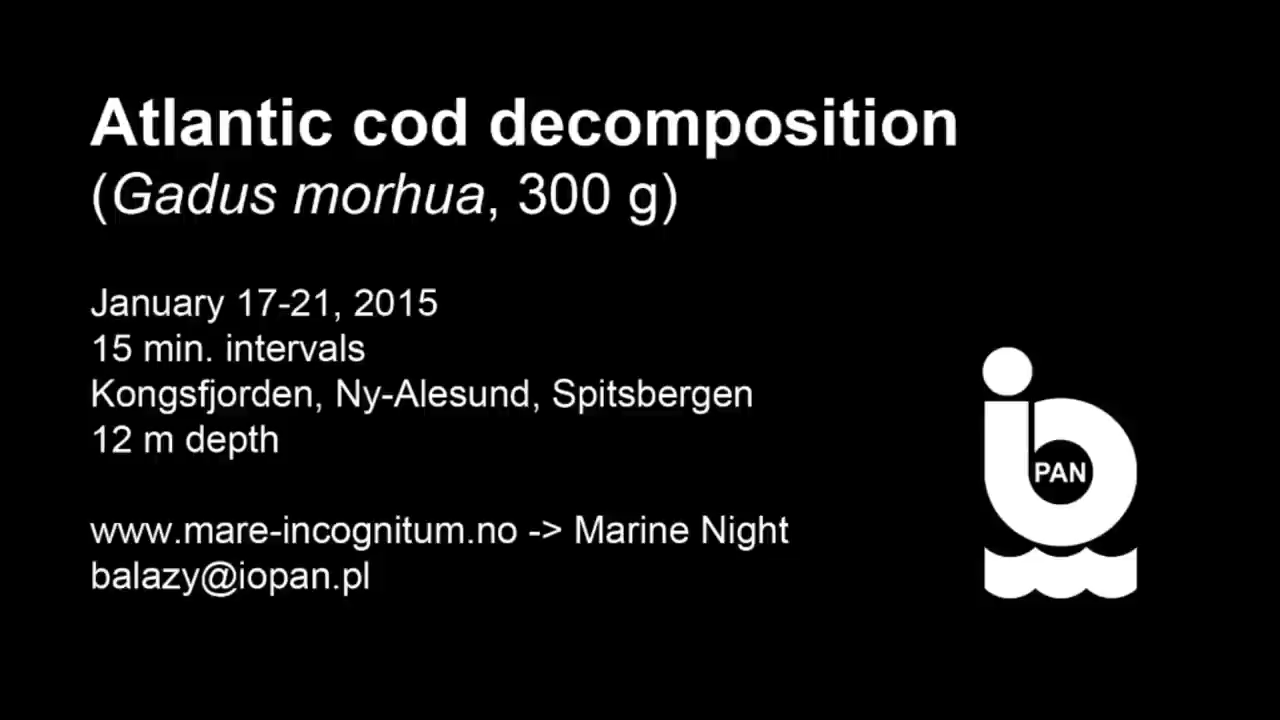 Atlantic cod decomposition
(Gadus morhua, 300 g)
January 17-21, 2015
15 min. intervals
Kongsfjorden, Ny-Alesund, Spitsbergen
12 m depth
www.mare-incognitum.no -> Marine Night
balazy@iopan.pl
io PAN